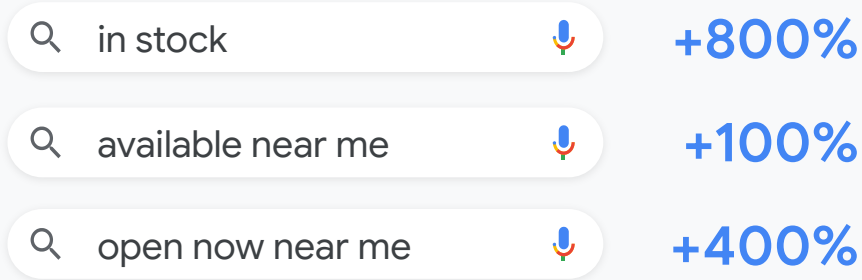 in stock +800%
available near me +100%
open now near me +400%